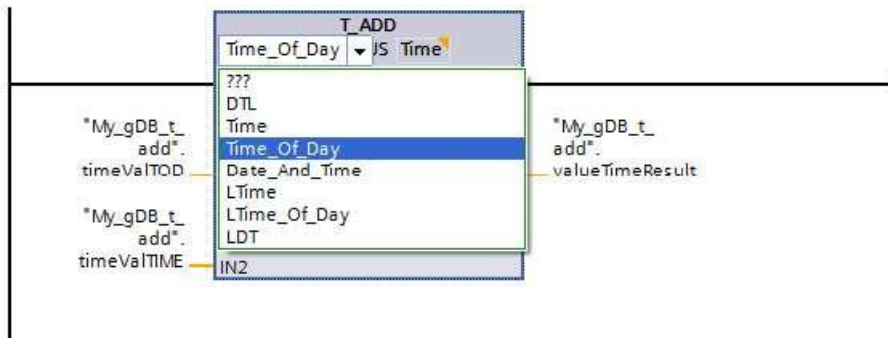 T_ADD
Time_Of_Day JS Time
???
DTL
Time
Time_Of_Day
Date_And_Time
LTime
LTime_Of_Day
LDT
"My_gDB_t_
add".
timeValTOD
"My_gDB_t_
add".
timeValTIME
IN2
"My_gDB_t_
add".
valueTimeResult